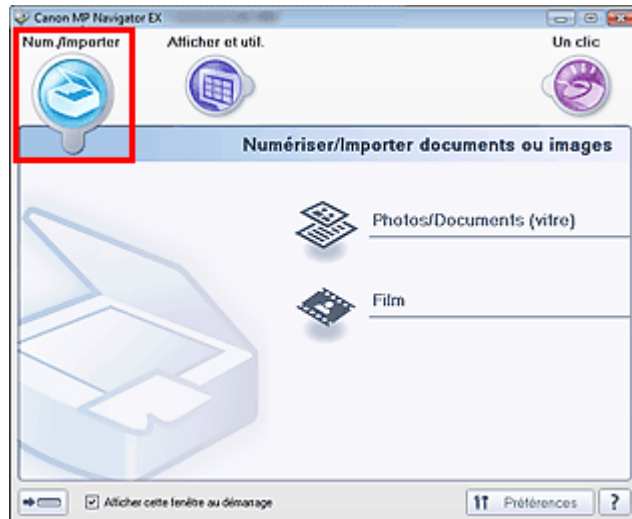 Canon MP Navigator EX
Num./Importer
Afficher et util.
Un clic
Numériser/Importer documents ou images
Photos/Documents (vitre)
Film
Afficher cette fenêtre au démarrage
Préférences
?